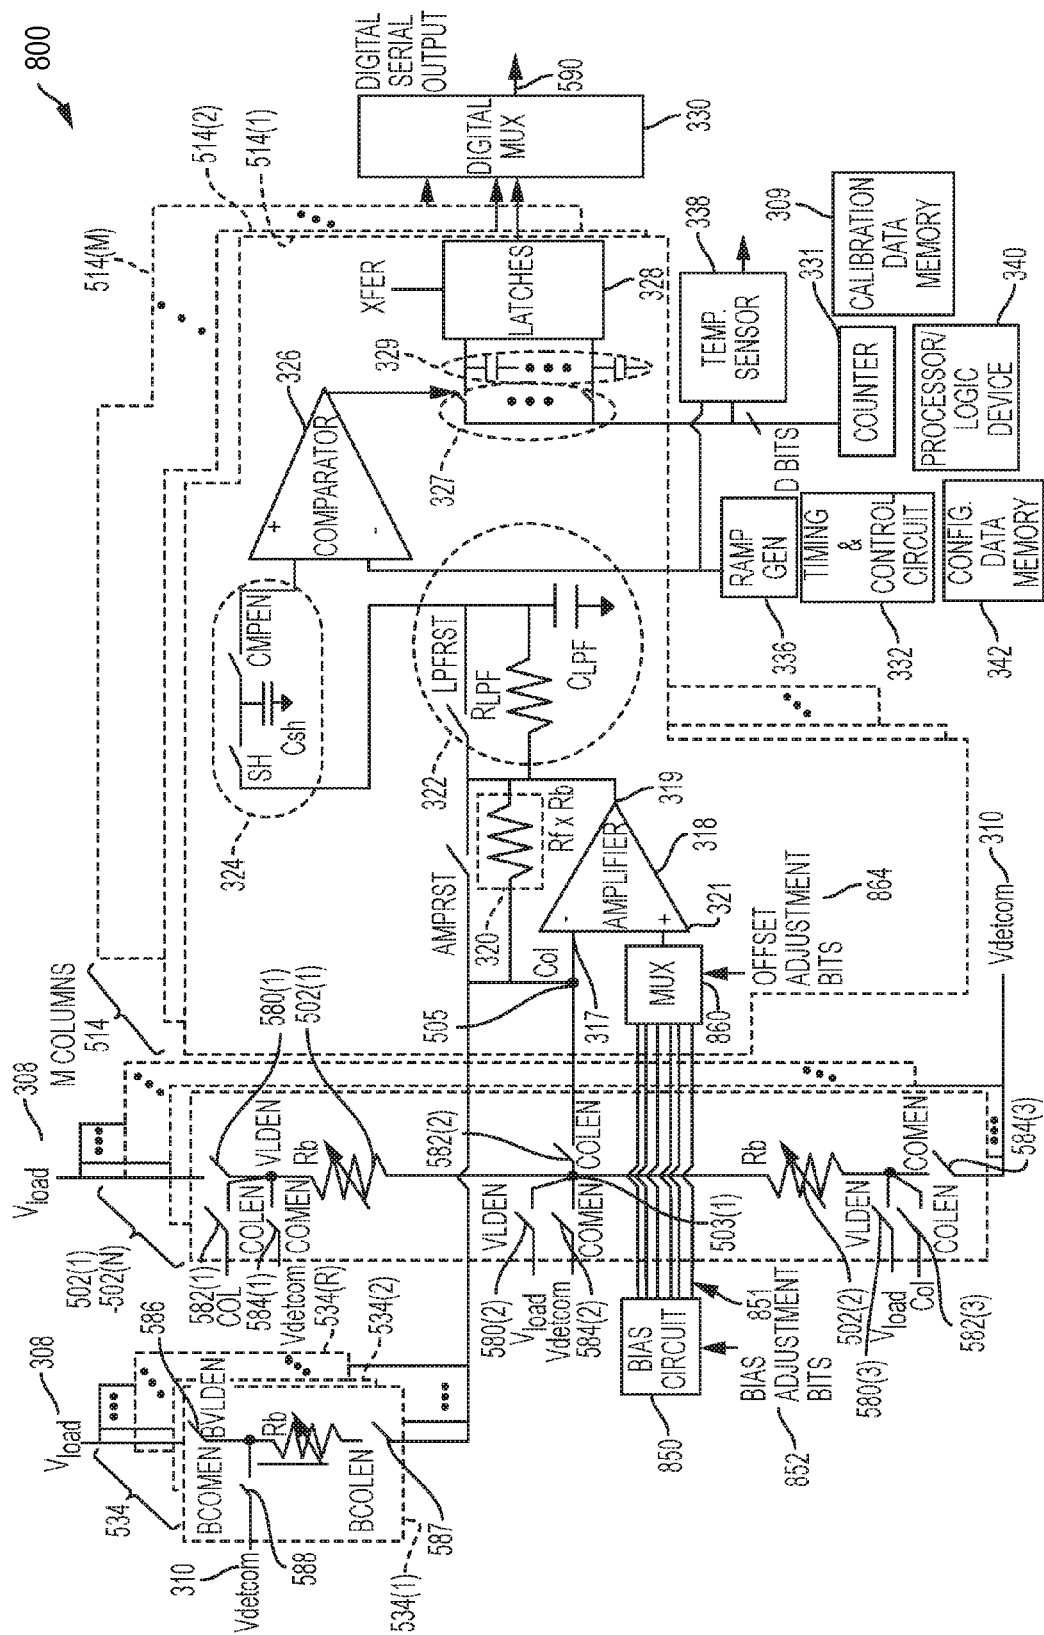 800
V_load
308
534
BCOMEN
586
BVLDEN
Rb
BCOLEN
310
Vdetcom
588
587
534(1)
534(R)
534(2)
V_load
308
502(1)
-502(N)
M COLUMNS
514
580(1)
502(1)
VLDEN
Rb
COLEN
COMEN
582(1)
COL
584(1)
Vdetcom
582(2)
VLDEN
COLEN
COMEN
580(2)
V_load
Vdetcom
584(2)
503(1)
Rb
VLDEN
COMEN
COLEN
502(2)
580(3)
V_load
Col
582(3)
584(3)
Vdetcom
310
BIAS
CIRCUIT
850
851
BIAS
ADJUSTMENT
BITS
852
505
Col
317
MUX
860
OFFSET
ADJUSTMENT
BITS
864
AMPLIFIER
-
+
318
319
321
AMPRST
320
Rf x Rb
322
LPFRST
R_LPF
C_LPF
324
SH
Csh
CMPEN
COMPARATOR
+
-
326
327
329
XFER
LATCHES
328
514(M)
514(2)
514(1)
DIGITAL
MUX
DIGITAL
SERIAL
OUTPUT
590
330
TEMP.
SENSOR
338
D BITS
COUNTER
331
CALIBRATION
DATA
MEMORY
309
RAMP
GEN
336
TIMING
&
CONTROL
CIRCUIT
332
PROCESSOR/
LOGIC
DEVICE
340
CONFIG.
DATA
MEMORY
342